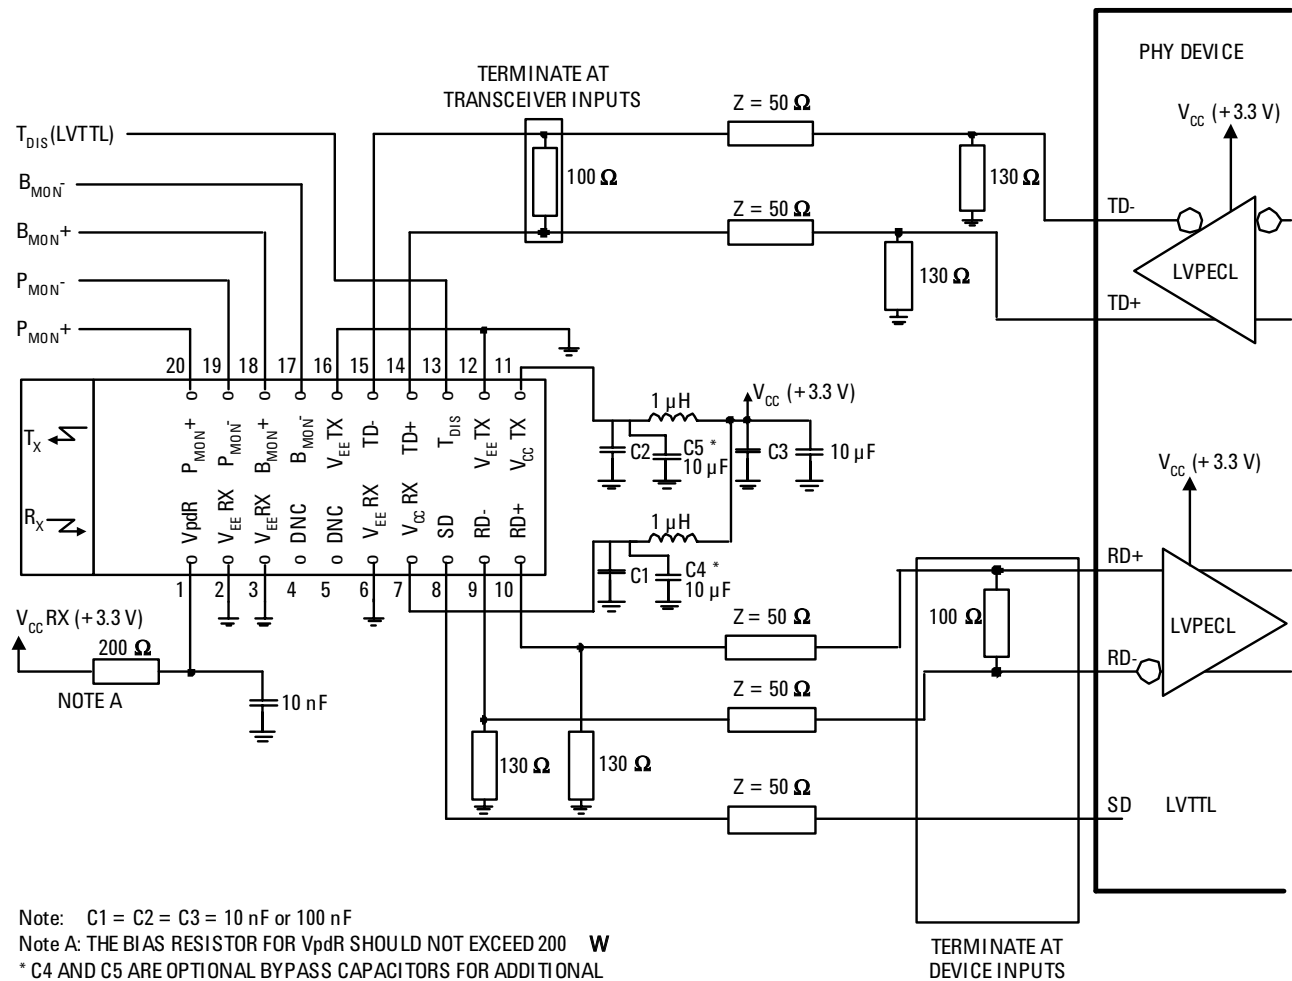 PHY DEVICE
TERMINATE AT
TRANSCEIVER INPUTS
Z = 50 Ω
V_CC (+3.3 V)
T_DIS (LVTTL)
100 Ω
130 Ω
B_MON-
Z = 50 Ω
TD-
B_MON+
LVPECL
130 Ω
P_MON-
TD+
P_MON+
20 19 18 17 16 15 14 13 12 11
V_CC (+3.3 V)
1 µH
T_X
P_MON+
P_MON-
B_MON+
B_MON-
V_EE TX
TD-
TD+
T_DIS
V_EE TX
V_CC TX
C2
C5 *
10 µF
C3
10 µF
V_CC (+3.3 V)
R_X
VpdR
V_EE RX
V_EE RX
DNC
DNC
V_EE RX
V_CC RX
SD
RD-
RD+
1 µH
C1
C4 *
10 µF
RD+
1 2 3 4 5 6 7 8 9 10
V_CC RX (+3.3 V)
200 Ω
NOTE A
10 nF
Z = 50 Ω
100 Ω
LVPECL
RD-
Z = 50 Ω
130 Ω
130 Ω
Z = 50 Ω
SD
LVTTL
Note: C1 = C2 = C3 = 10 nF or 100 nF
Note A: THE BIAS RESISTOR FOR VpdR SHOULD NOT EXCEED 200 W
* C4 AND C5 ARE OPTIONAL BYPASS CAPACITORS FOR ADDITIONAL
TERMINATE AT
DEVICE INPUTS